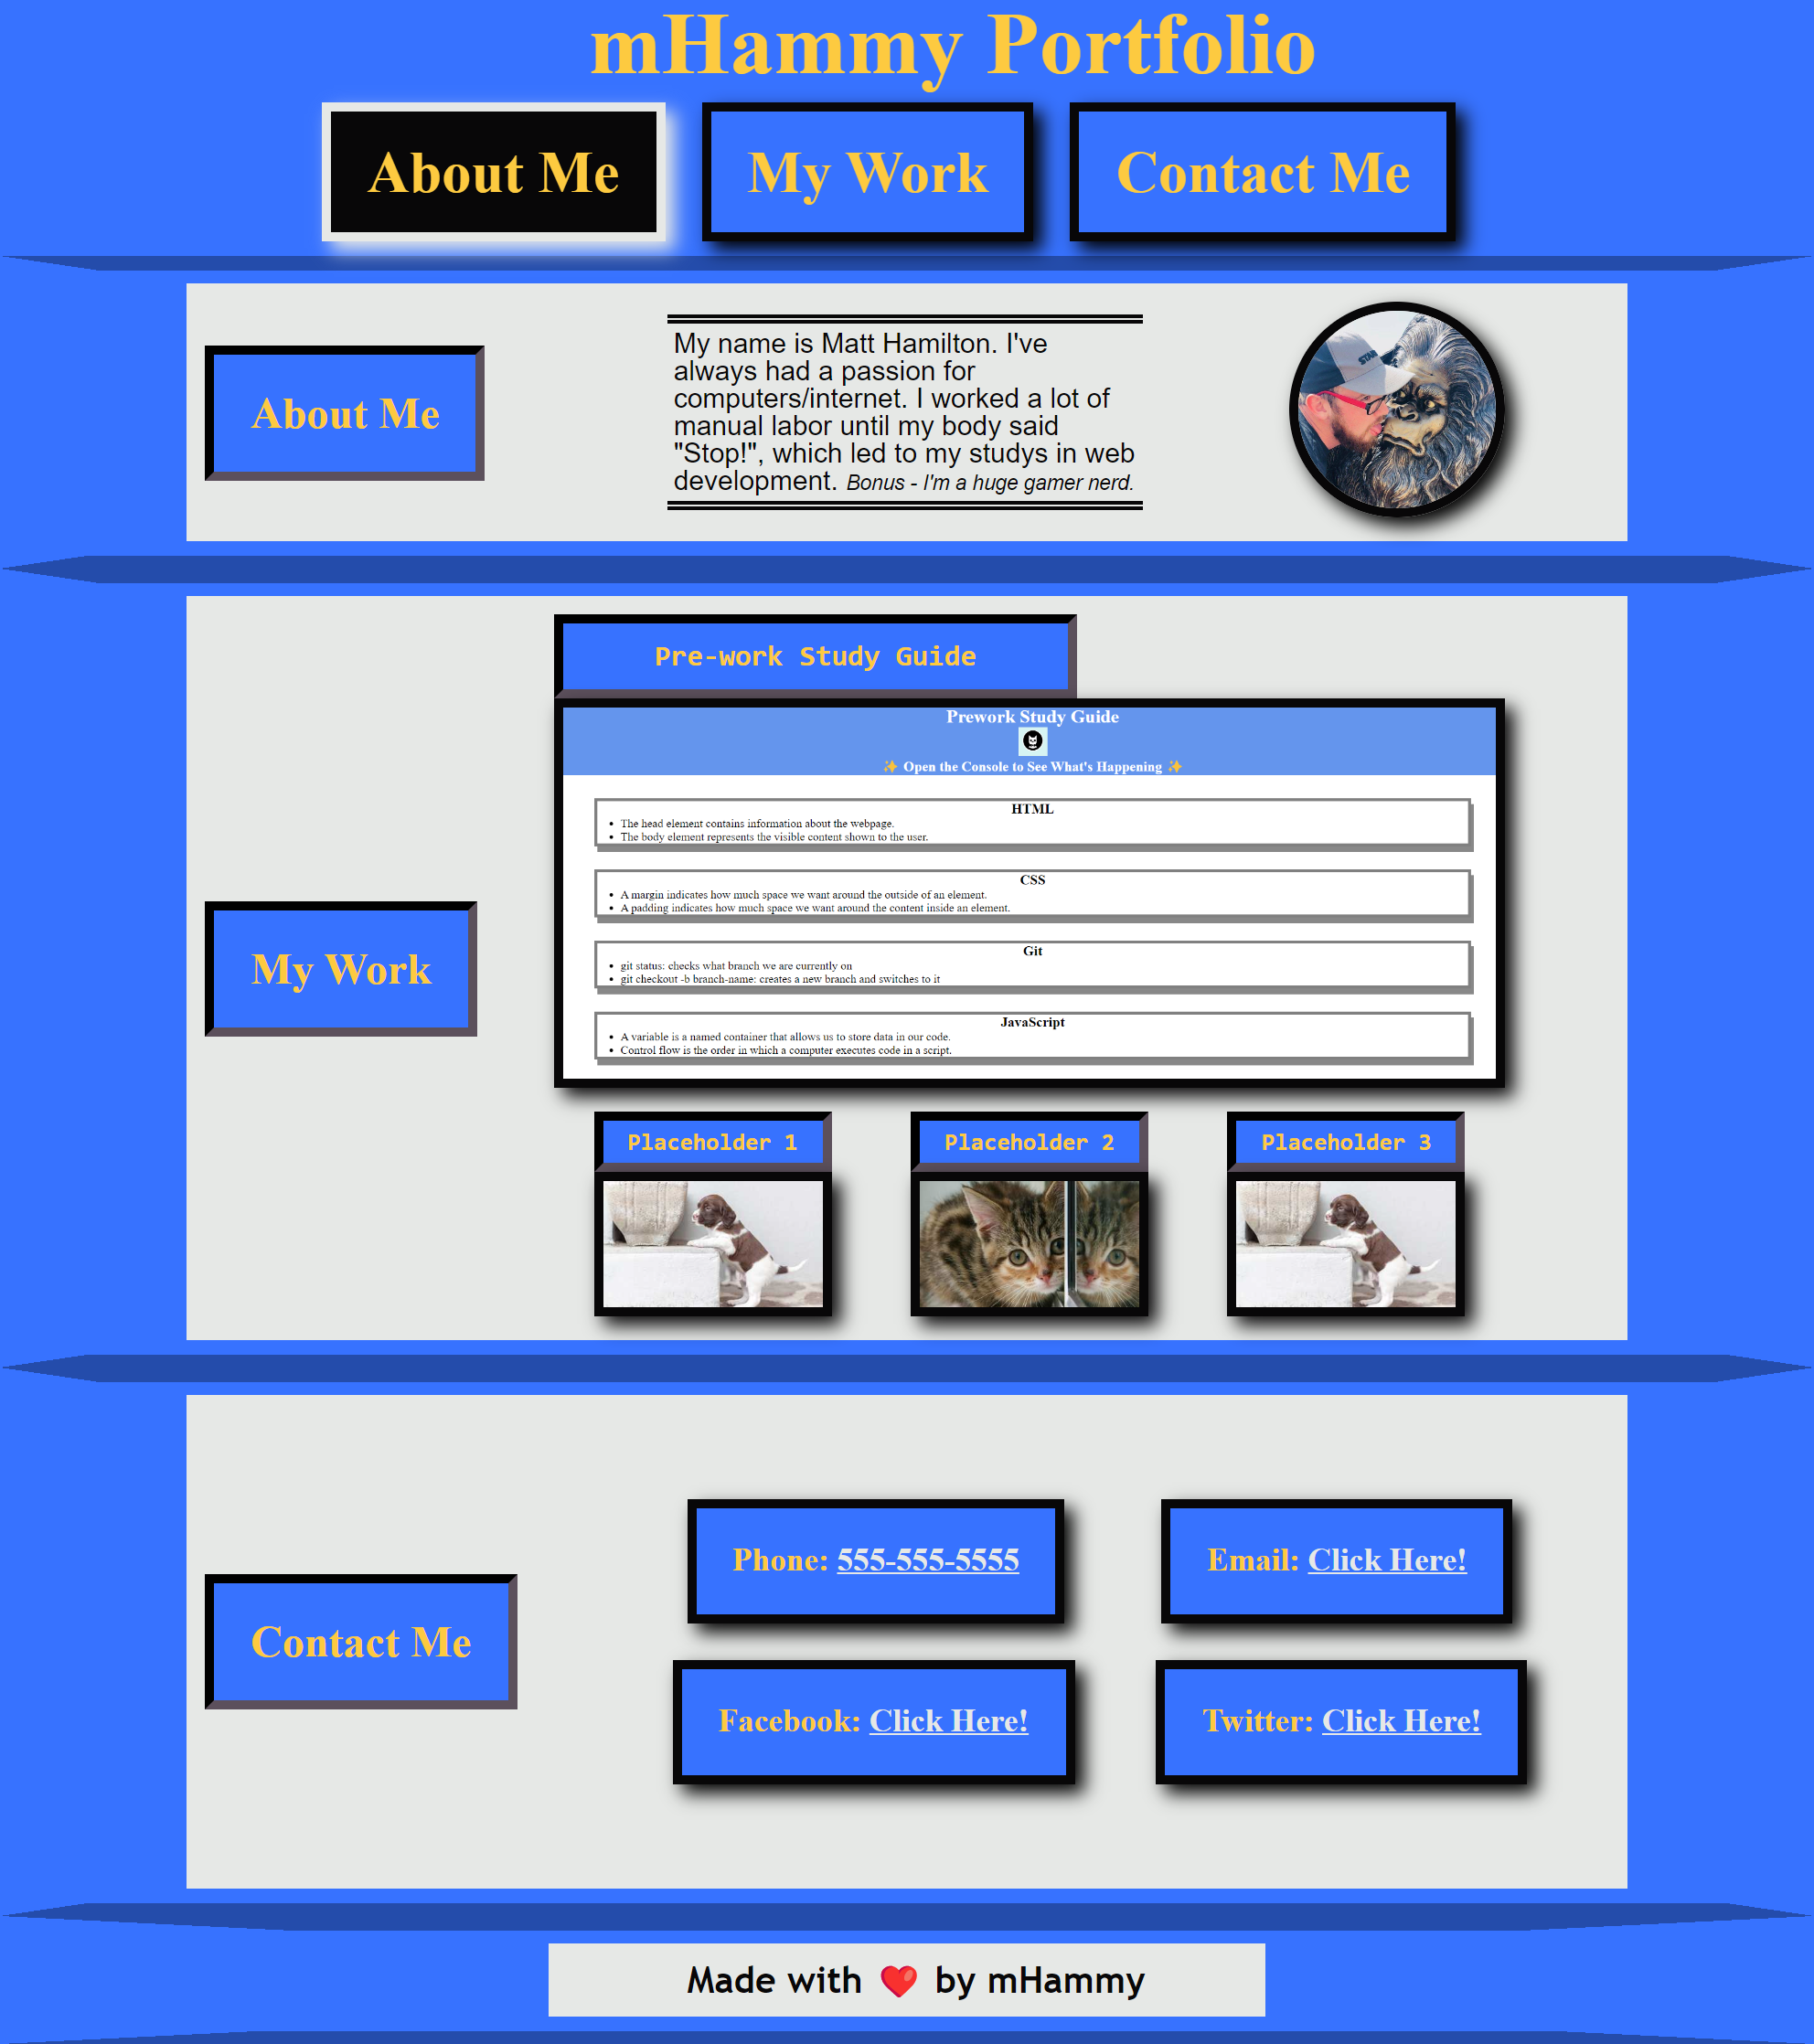 mHammy Portfolio
About Me
My Work
Contact Me
About Me
My name is Matt Hamilton. I've
always had a passion for
computers/internet. I worked a lot of
manual labor until my body said
"Stop!", which led to my studys in web
development. Bonus - I'm a huge gamer nerd.
My Work
Pre-work Study Guide
Prework Study Guide
✨ Open the Console to See What's Happening ✨
HTML
• The head element contains information about the webpage.
• The body element represents the visible content shown to the user.
CSS
• A margin indicates how much space we want around the outside of an element.
• A padding indicates how much space we want around the content inside an element.
Git
• git status: checks what branch we are currently on
• git checkout -b branch-name: creates a new branch and switches to it
JavaScript
• A variable is a named container that allows us to store data in our code.
• Control flow is the order in which a computer executes code in a script.
Placeholder 1
Placeholder 2
Placeholder 3
Contact Me
Phone: 555-555-5555
Email: Click Here!
Facebook: Click Here!
Twitter: Click Here!
Made with ❤️ by mHammy